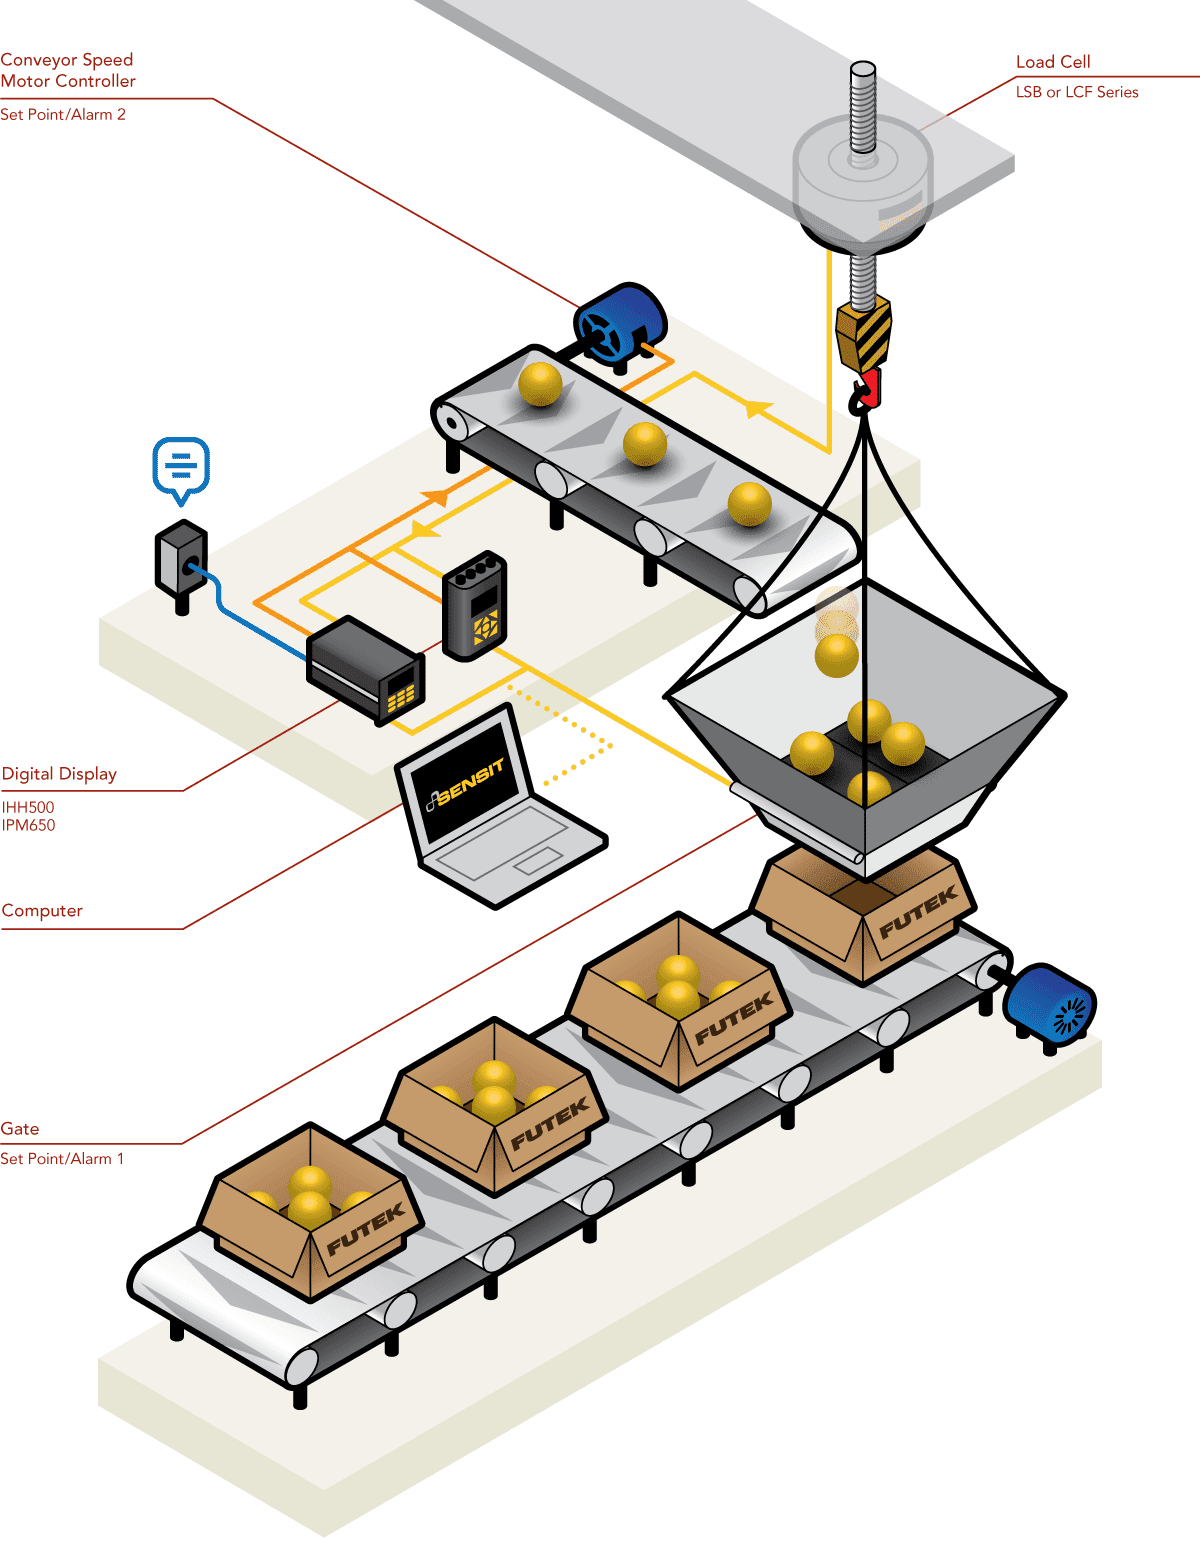 Conveyor Speed
Motor Controller
Set Point/Alarm 2
Load Cell
LSB or LCF Series
Digital Display
IHH500
IPM650
SENSIT
Computer
FUTEK
FUTEK
FUTEK
FUTEK
Gate
Set Point/Alarm 1